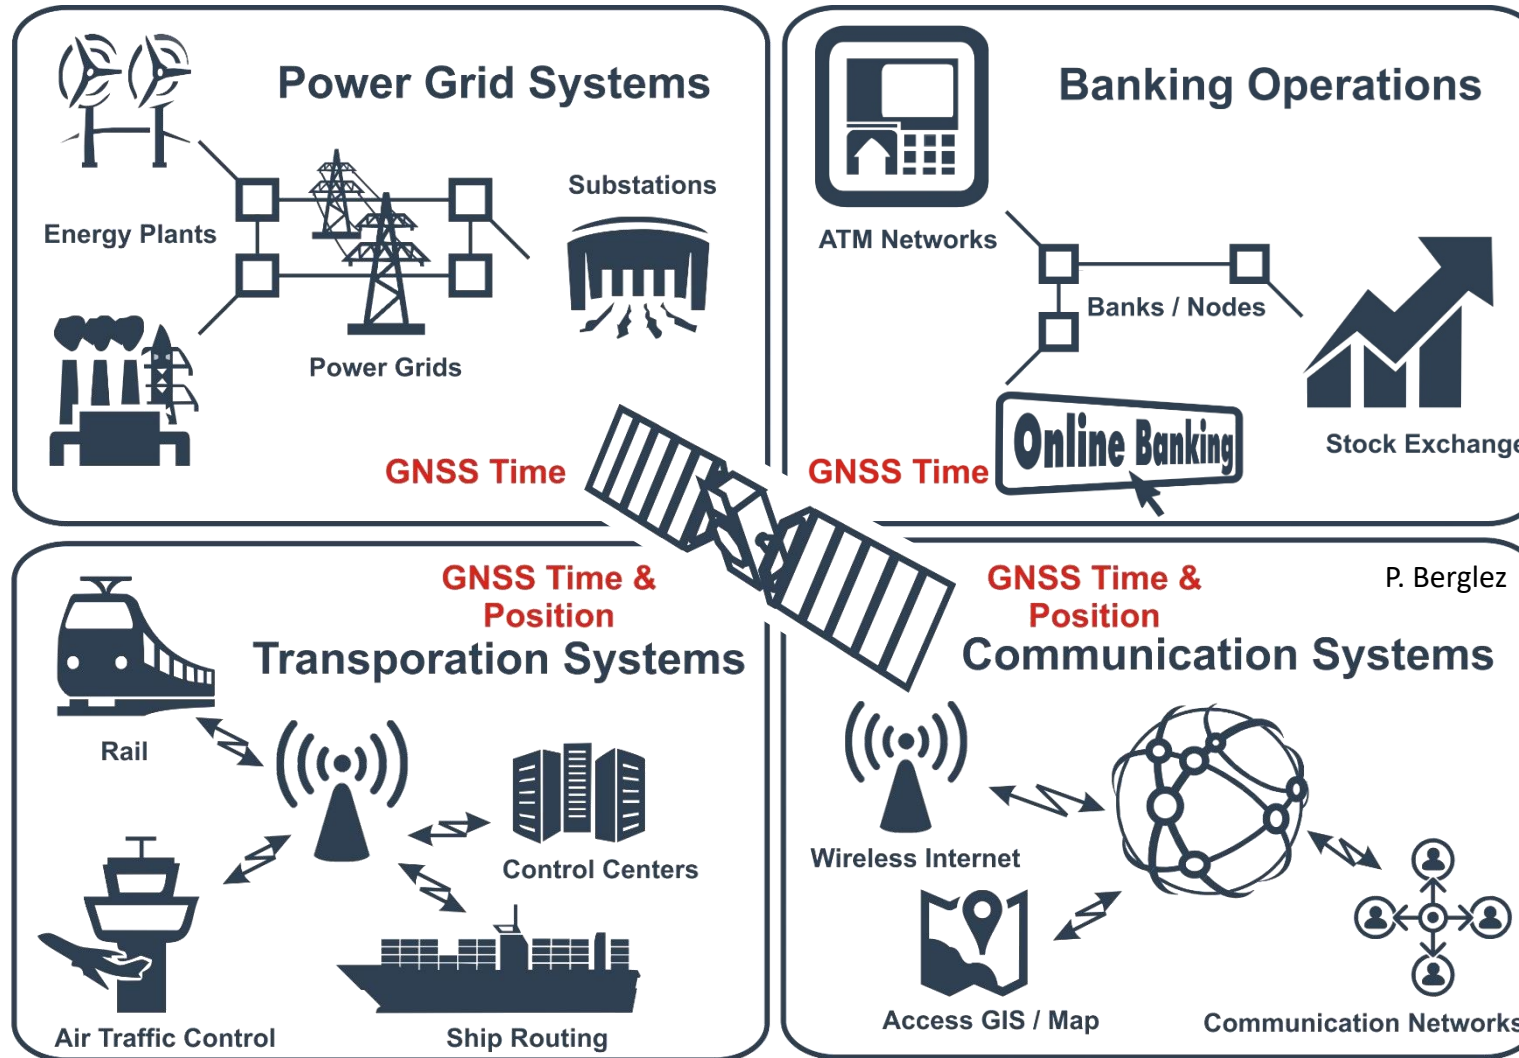 Power Grid Systems
Energy Plants
Substations
Power Grids
GNSS Time
Banking Operations
ATM Networks
Banks / Nodes
Online Banking
Stock Exchange
GNSS Time
GNSS Time &
Position
Transporation Systems
Rail
Control Centers
Air Traffic Control
Ship Routing
GNSS Time &
Position
P. Berglez
Communication Systems
Wireless Internet
Access GIS / Map
Communication Networks